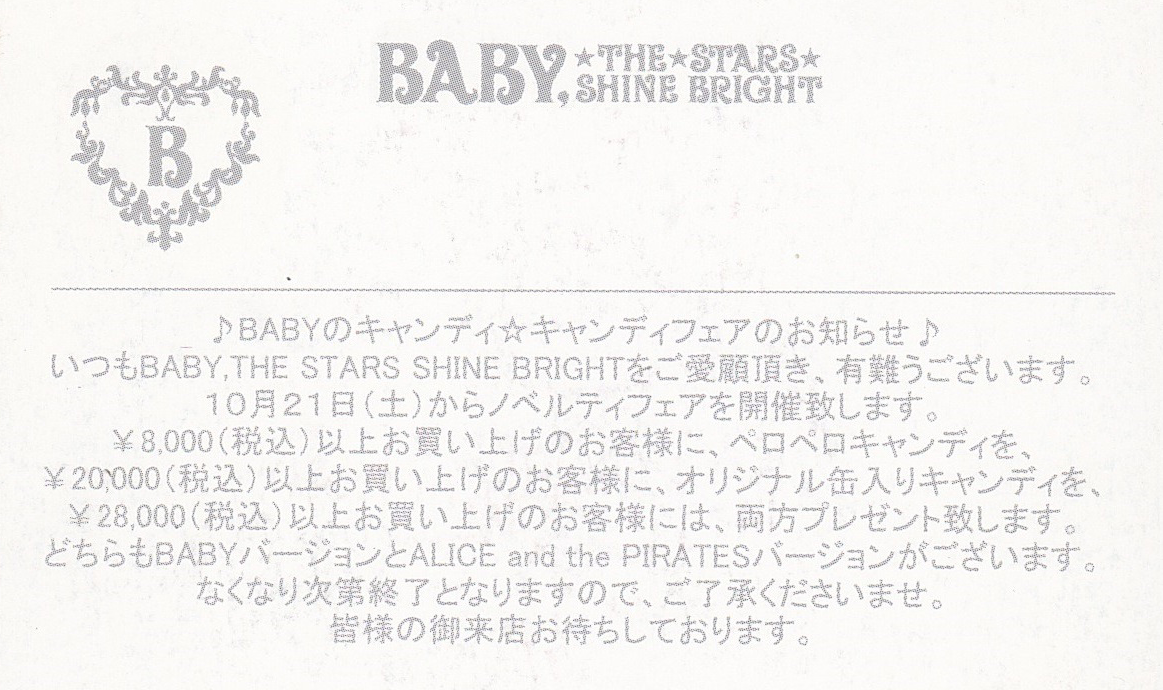 BABY, ★THE★STARS★
SHINE BRIGHT
B
♪BABYのキャンディ☆キャンディフェアのお知らせ♪
いつもBABY,THE STARS SHINE BRIGHTをご愛顧頂き、有難うございます。
10月21日(土)からノベルティフェアを開催致します。
¥8,000(税込)以上お買い上げのお客様に、ペロペロキャンディを、
¥20,000(税込)以上お買い上げのお客様に、オリジナル缶入りキャンディを、
¥28,000(税込)以上お買い上げのお客様には、両方プレゼント致します。
どちらもBABYバージョンとALICE and the PIRATESバージョンがございます。
なくなり次第終了となりますので、ご了承くださいませ。
皆様の御来店お待ちしております。